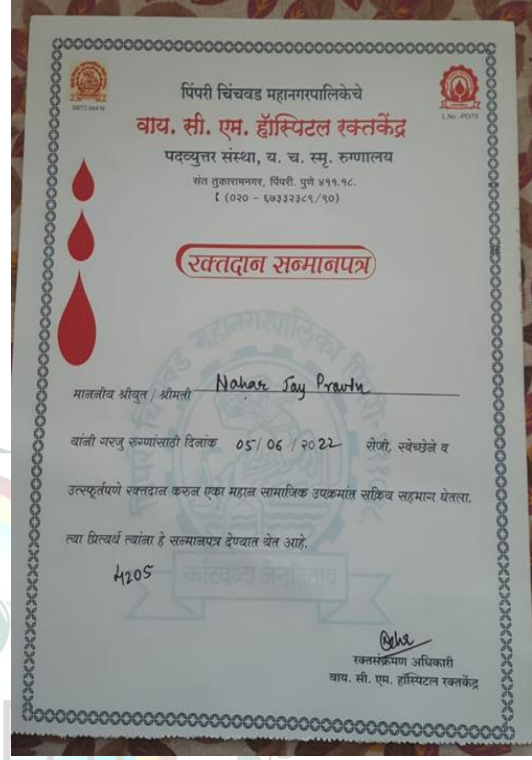 पिंपरी चिंचवड महानगरपालिकेचे
वाय. सी. एम. हॉस्पिटल रक्तकेंद्र
पदव्युत्तर संस्था, य. च. स्मृ. रुग्णालय
संत तुकारामनगर, पिंपरी. पुणे ४११.१८.
(०२० - ६७३३२३८९/९०)
रक्तदान सन्मानपत्र
माननीय श्रीयुत / श्रीमती Nahar Jay Pravin
यांनी गरजु रुग्णांसाठी दिनांक 05/06/२०22 रोजी, स्वेच्छेने व
उत्स्फूर्तपणे रक्तदान करुन एका महान सामाजिक उपक्रमांत सक्रिय सहभाग घेतला.
त्या प्रित्यर्थ त्यांना हे सन्मानपत्र देण्यात येत आहे.
4205
रक्तसंक्रमण अधिकारी
वाय. सी. एम. हॉस्पिटल रक्तकेंद्र